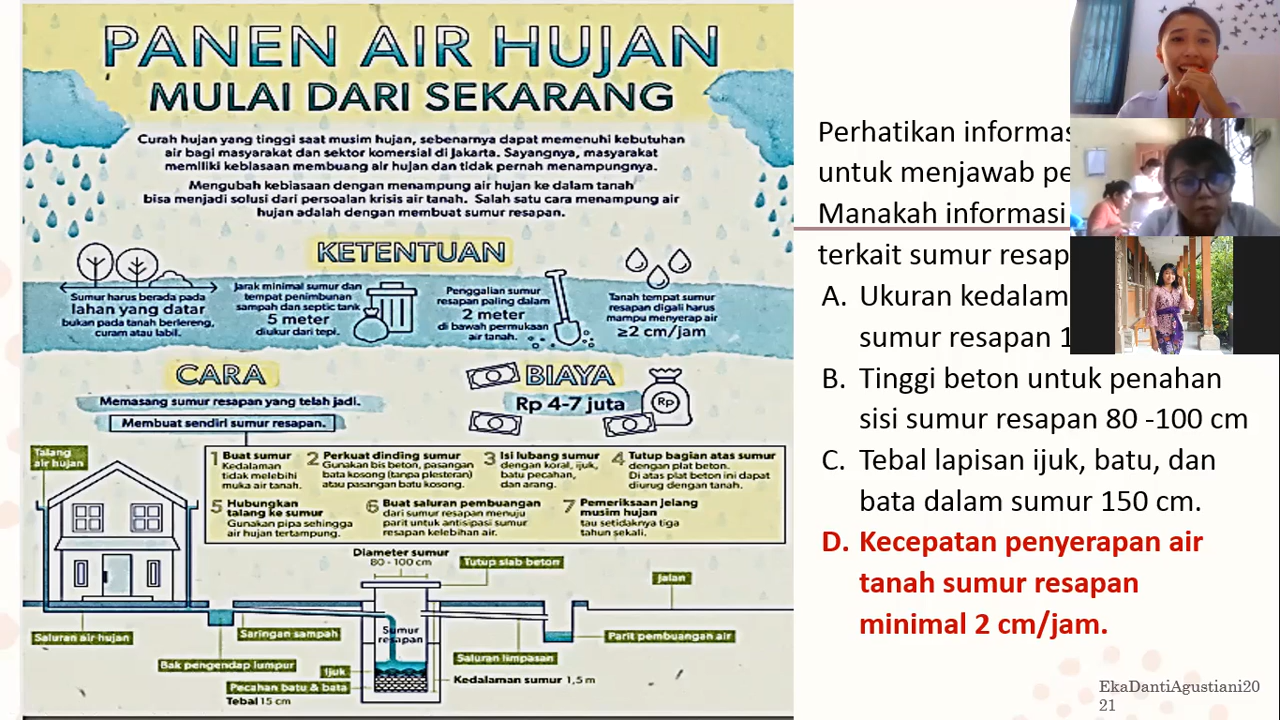 PANEN AIR HUJAN
MULAI DARI SEKARANG
Curah hujan yang tinggi saat musim hujan, sebenarnya dapat memenuhi kebutuhan
air bagi masyarakat dan sektor komersial di Jakarta. Sayangnya, masyarakat
memiliki kebiasaan membuang air hujan dan tidak pernah menampungnya.
Mengubah kebiasaan dengan menampung air hujan ke dalam tanah
bisa menjadi solusi dari persoalan krisis air tanah. Salah satu cara menampung air
hujan adalah dengan membuat sumur resapan.
KETENTUAN
Sumur harus berada pada
lahan yang datar
bukan pada tanah berlereng,
curam atau labil.
Jarak minimal sumur dan
tempat penimbunan
sampah dan septic tank
5 meter
diukur dari tepi.
Penggalian sumur
resapan paling dalam
2 meter
di bawah permukaan
air tanah.
Tanah tempat sumur
resapan digali harus
mampu menyerap air
≥2 cm/jam
CARA
Memasang sumur resapan yang telah jadi.
Membuat sendiri sumur resapan.
BIAYA
Rp 4-7 juta
Rp
1 Buat sumur
Kedalaman
tidak melebihi
muka air tanah.
2 Perkuat dinding sumur
Gunakan bis beton, pasangan
bata kosong (tanpa plesteran)
atau pasangan batu kosong.
3 Isi lubang sumur
dengan koral, ijuk,
batu pecahan,
dan arang.
4 Tutup bagian atas sumur
dengan plat beton.
Di atas plat beton ini dapat
diurug dengan tanah.
5 Hubungkan
talang ke sumur
Gunakan pipa sehingga
air hujan tertampung.
6 Buat saluran pembuangan
dari sumur resapan menuju
parit untuk antisipasi sumur
resapan kelebihan air.
7 Pemeriksaan jelang
musim hujan
tau setidaknya tiga
tahun sekali.
Talang
air hujan
Diameter sumur
80 - 100 cm
Tutup slab beton
Jalan
Saluran air hujan
Saringan sampah
Sumur
resapan
Parit pembuangan air
Bak pengendap lumpur
Saluran limpasan
Ijuk
Pecahan batu & bata
Tebal 15 cm
Kedalaman sumur 1,5 m
Perhatikan informas
untuk menjawab pe
Manakah informasi
terkait sumur resap
A. Ukuran kedalam
sumur resapan 1
B. Tinggi beton untuk penahan
sisi sumur resapan 80 -100 cm
C. Tebal lapisan ijuk, batu, dan
bata dalam sumur 150 cm.
D. Kecepatan penyerapan air
tanah sumur resapan
minimal 2 cm/jam.
EkaDantiAgustiani20
21